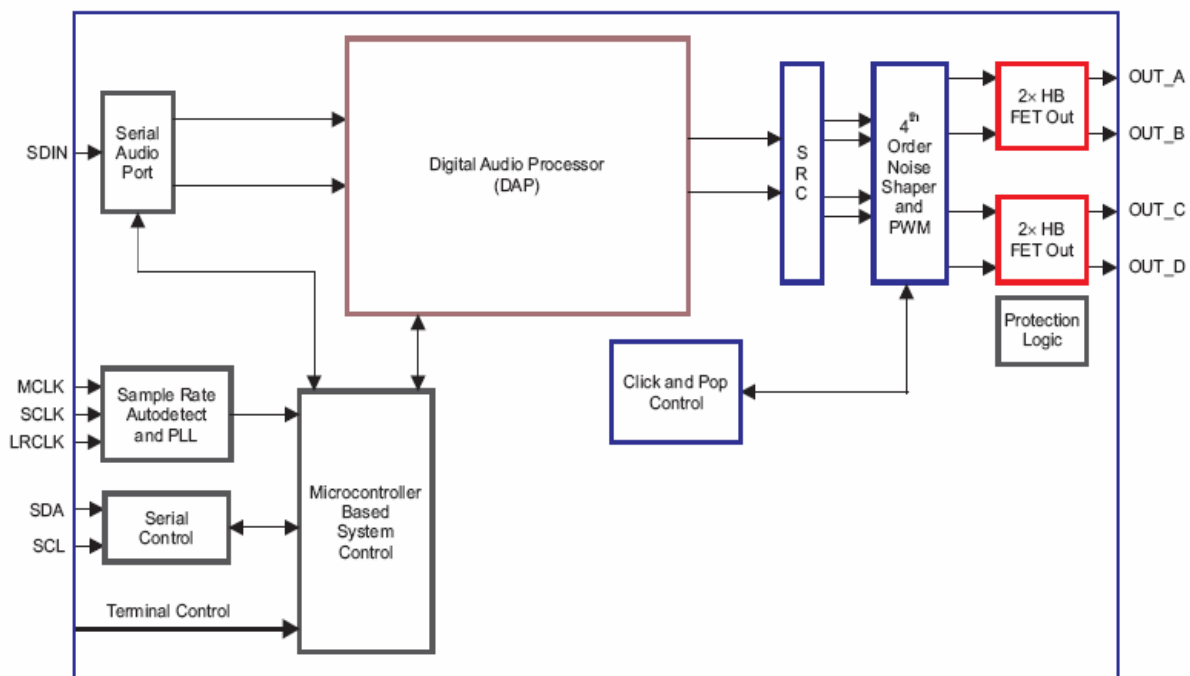 SDIN
Serial
Audio
Port
Digital Audio Processor
(DAP)
S
R
C
4th
Order
Noise
Shaper
and
PWM
2× HB
FET Out
OUT_A
OUT_B
2× HB
FET Out
OUT_C
OUT_D
Protection
Logic
Click and Pop
Control
MCLK
SCLK
LRCLK
Sample Rate
Autodetect
and PLL
SDA
SCL
Serial
Control
Microcontroller
Based
System
Control
Terminal Control